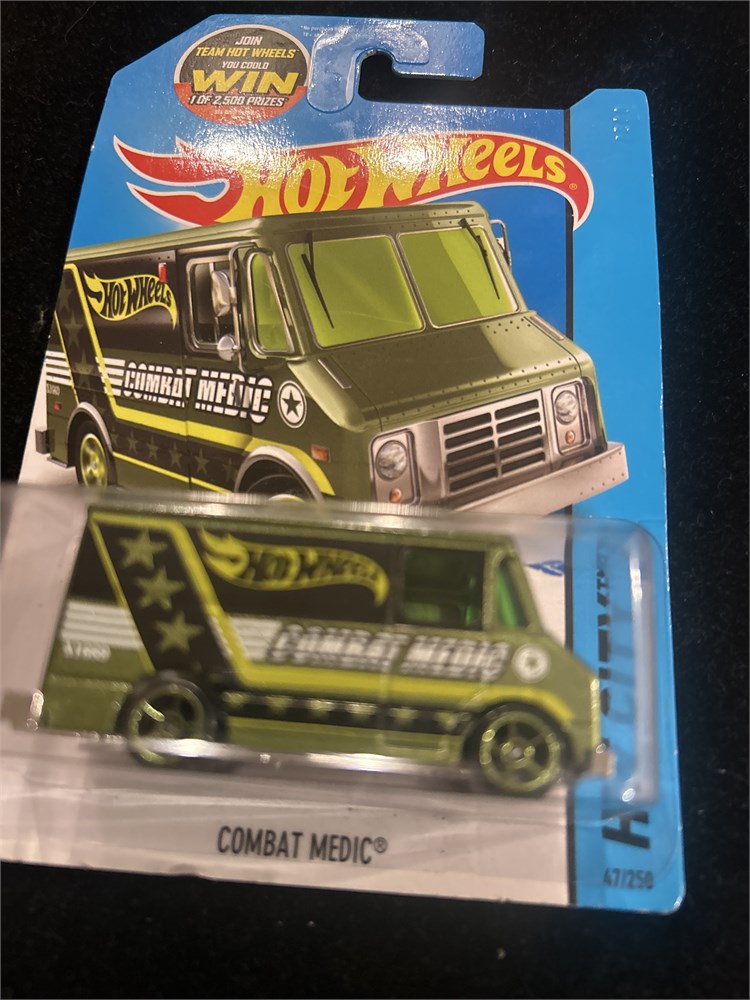 JOIN
TEAM HOT WHEELS
YOU COULD
WIN
1 OF 2,500 PRIZES
HOT WHEELS®
HOT WHEELS
COMBAT MEDIC
HOT WHEELS
COMBAT MEDIC
COMBAT MEDIC®
CITY
47/250